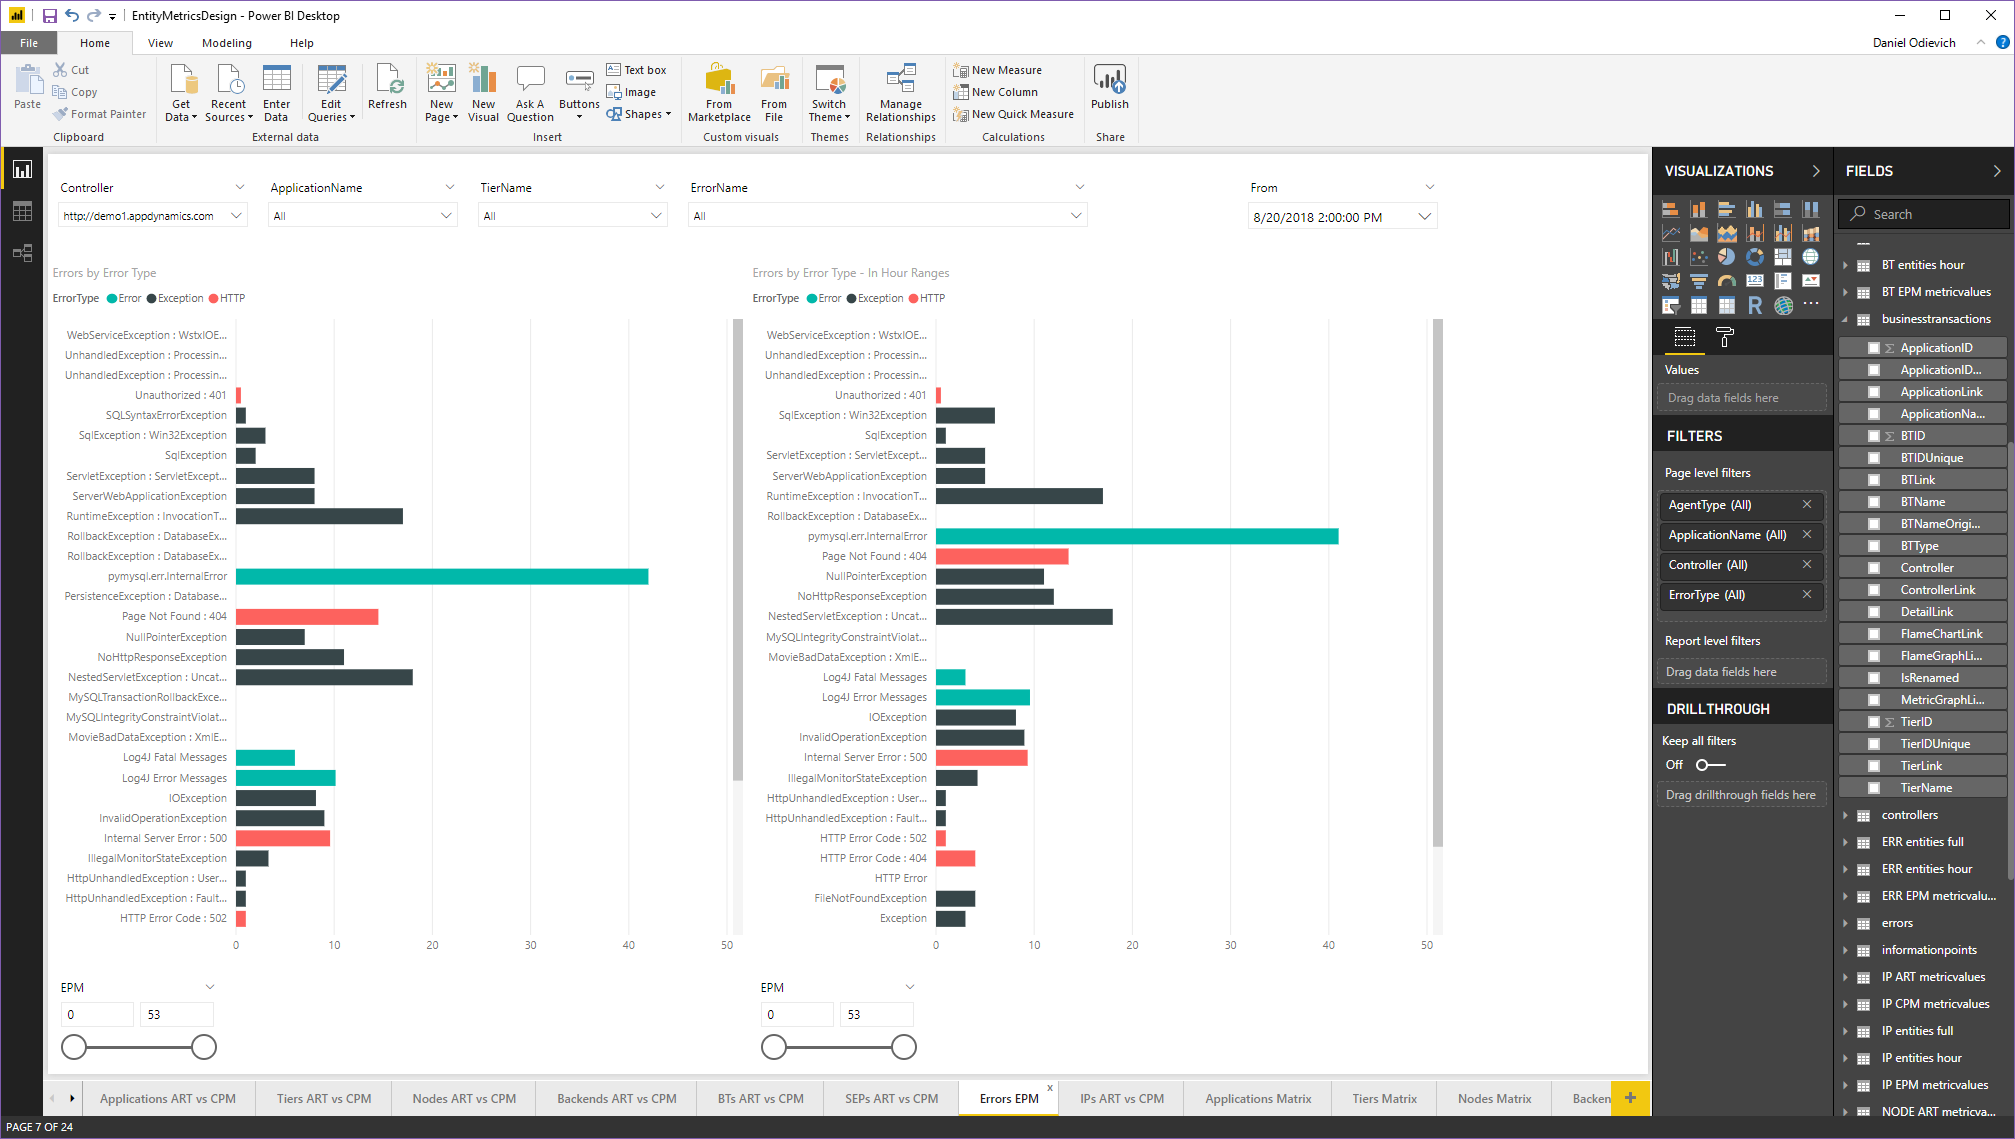 EntityMetricsDesign - Power BI Desktop
File
Home
View
Modeling
Help
Daniel Odievich
Paste
Cut
Copy
Format Painter
Clipboard
Get Data
Recent Sources
Enter Data
Edit Queries
Refresh
External data
New Page
New Visual
Ask A Question
Buttons
Text box
Image
Shapes
Insert
From Marketplace
From File
Custom visuals
Switch Theme
Themes
Manage Relationships
Relationships
New Measure
New Column
New Quick Measure
Calculations
Publish
Share
Controller
http://demo1.appdynamics.com
ApplicationName
All
TierName
All
ErrorName
All
From
8/20/2018 2:00:00 PM
Errors by Error Type
ErrorType Error Exception HTTP
WebServiceException : WstxIOE...
UnhandledException : Processin...
UnhandledException : Processin...
Unauthorized : 401
SQLSyntaxErrorException
SqlException : Win32Exception
SqlException
ServletException : ServletExcept...
ServerWebApplicationException
RuntimeException : InvocationT...
RollbackException : DatabaseEx...
RollbackException : DatabaseEx...
pymysql.err.InternalError
PersistenceException : Database...
Page Not Found : 404
NullPointerException
NoHttpResponseException
NestedServletException : Uncat...
MySQLTransactionRollbackExce...
MySQLIntegrityConstraintViolat...
MovieBadDataException : XmlE...
Log4J Fatal Messages
Log4J Error Messages
IOException
InvalidOperationException
Internal Server Error : 500
IllegalMonitorStateException
HttpUnhandledException : User...
HttpUnhandledException : Fault...
HTTP Error Code : 502
0 10 20 30 40 50
EPM
0 53
Errors by Error Type - In Hour Ranges
ErrorType Error Exception HTTP
WebServiceException : WstxIOE...
UnhandledException : Processin...
UnhandledException : Processin...
Unauthorized : 401
SqlException : Win32Exception
SqlException
ServletException : ServletExcept...
ServerWebApplicationException
RuntimeException : InvocationT...
RollbackException : DatabaseEx...
pymysql.err.InternalError
Page Not Found : 404
NullPointerException
NoHttpResponseException
NestedServletException : Uncat...
MySQLIntegrityConstraintViolat...
MovieBadDataException : XmlE...
Log4J Fatal Messages
Log4J Error Messages
IOException
InvalidOperationException
Internal Server Error : 500
IllegalMonitorStateException
HttpUnhandledException : User...
HttpUnhandledException : Fault...
HTTP Error Code : 502
HTTP Error Code : 404
HTTP Error
FileNotFoundException
Exception
0 10 20 30 40 50
EPM
0 53
VISUALIZATIONS
123
R
Values
Drag data fields here
FILTERS
Page level filters
AgentType (All)
ApplicationName (All)
Controller (All)
ErrorType (All)
Report level filters
Drag data fields here
DRILLTHROUGH
Keep all filters
Off
Drag drillthrough fields here
FIELDS
Search
BT entities hour
BT EPM metricvalues
businesstransactions
Σ ApplicationID
ApplicationID...
ApplicationLink
ApplicationNa...
Σ BTID
BTIDUnique
BTLink
BTName
BTNameOrigi...
BTType
Controller
ControllerLink
DetailLink
FlameChartLink
FlameGraphLi...
IsRenamed
MetricGraphLi...
Σ TierID
TierIDUnique
TierLink
TierName
controllers
ERR entities full
ERR entities hour
ERR EPM metricvalu...
errors
informationpoints
IP ART metricvalues
IP CPM metricvalues
IP entities full
IP entities hour
IP EPM metricvalues
NODE ART metricva...
Applications ART vs CPM
Tiers ART vs CPM
Nodes ART vs CPM
Backends ART vs CPM
BTs ART vs CPM
SEPs ART vs CPM
Errors EPM
IPs ART vs CPM
Applications Matrix
Tiers Matrix
Nodes Matrix
Backen
PAGE 7 OF 24